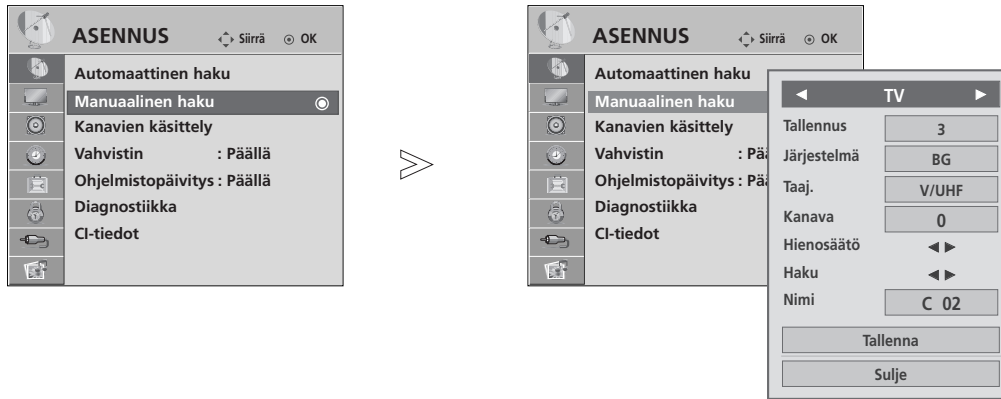 ASENNUS Siirrä OK
Automaattinen haku
Manuaalinen haku
Kanavien käsittely
Vahvistin : Päällä
Ohjelmistopäivitys : Päällä
Diagnostiikka
CI-tiedot
ASENNUS Siirrä OK
Automaattinen haku
Manuaalinen haku
Kanavien käsittely
Vahvistin : Pää
Ohjelmistopäivitys : Pää
Diagnostiikka
CI-tiedot
◄ TV ►
Tallennus 3
Järjestelmä BG
Taaj. V/UHF
Kanava 0
Hienosäätö ◄ ►
Haku ◄ ►
Nimi C 02
Tallenna
Sulje